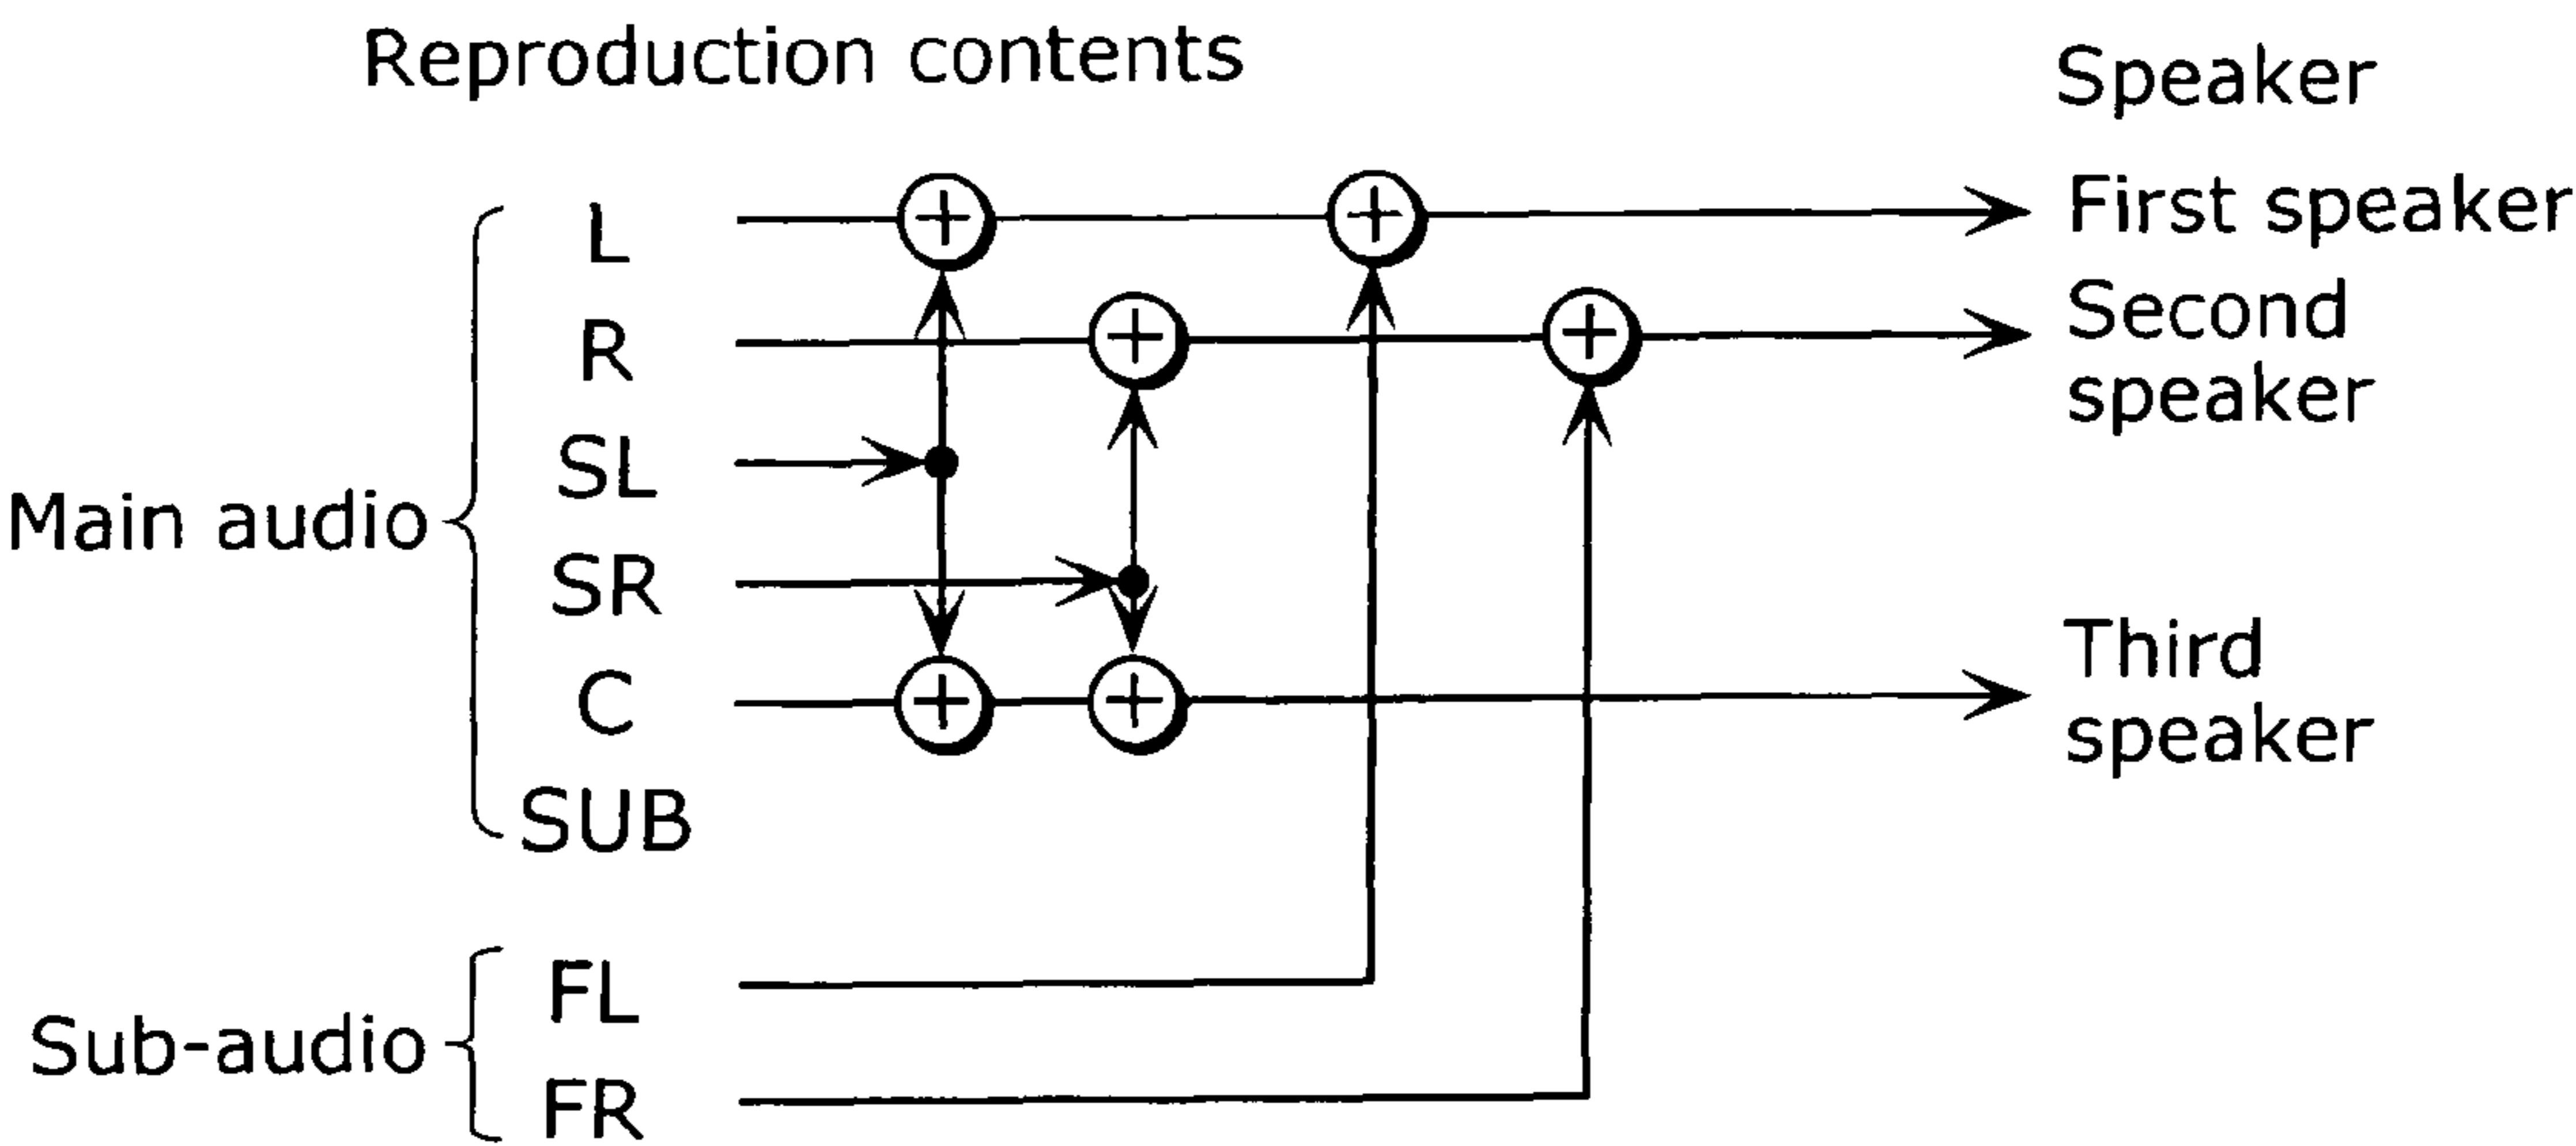 Reproduction contents
Speaker
L
First speaker
R
Second
speaker
SL
Main audio
SR
C
Third
speaker
SUB
Sub-audio
FL
FR